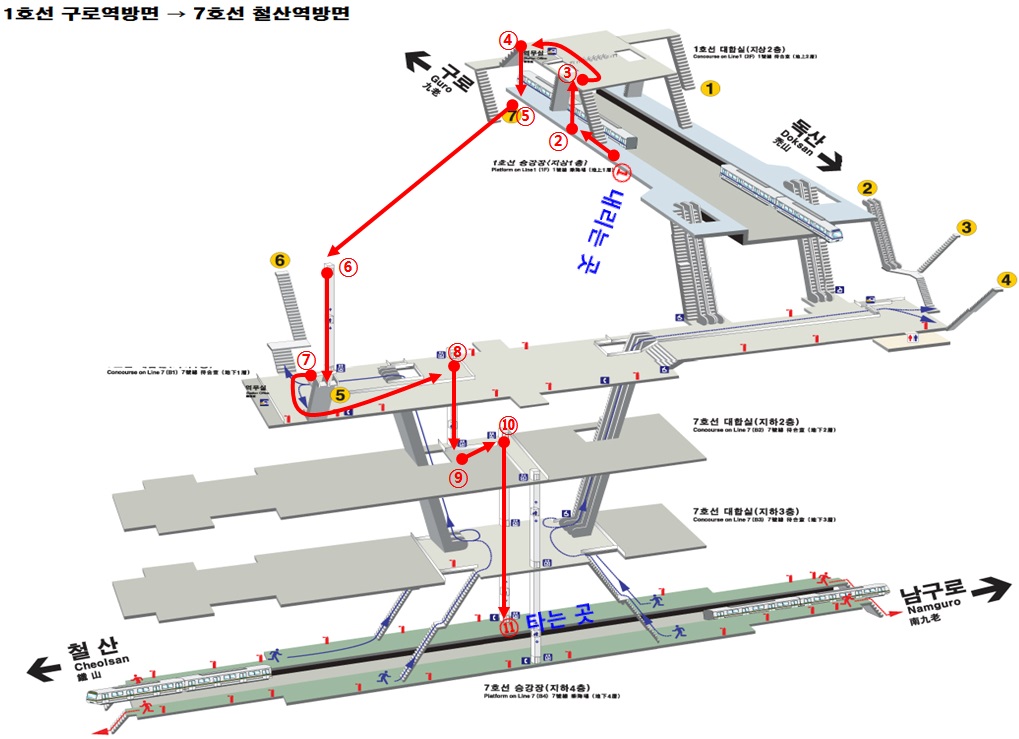 1호선 구로역방면 → 7호선 철산역방면
④
역무실
1호선 대합실(지상2층)
Concourse on Line1 (2F) 1號線 待合室 (地上2層)
구로
Guro
九老
③
1
⑤
7
②
독산
Doksan
禿山
1호선 승강장(지상1층)
Platform on Line1 (1F) 1號線 乘降場 (地上1層)
①
내리는 곳
2
3
6
⑥
4
⑦
⑧
Concourse on Line 7 (B1) 7號線 待合室 (地下1層)
역무실
5
⑩
7호선 대합실(지하2층)
Concourse on Line 7 (B2) 7號線 待合室 (地下2層)
⑨
7호선 대합실(지하3층)
Concourse on Line 7 (B3) 7號線 待合室 (地下3層)
남구로
Namguro
南九老
⑪ 타는 곳
철산
Cheolsan
鐵山
7호선 승강장(지하4층)
Platform on Line 7 (B4) 7號線 乘降場 (地下4層)